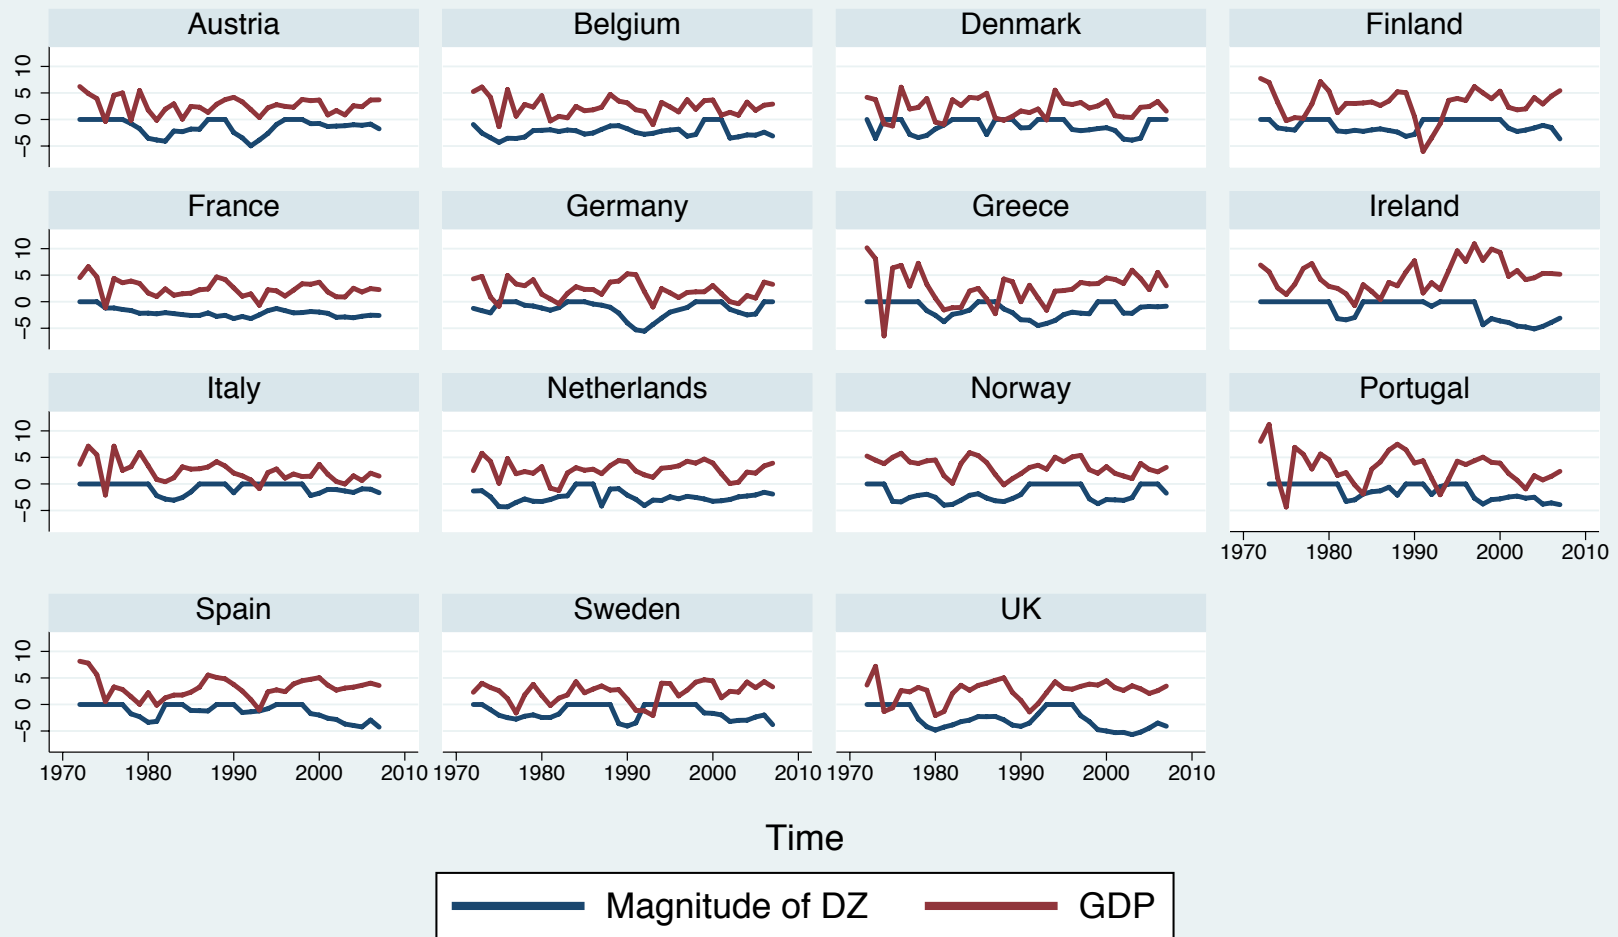 Austria Belgium Denmark Finland
10
5
0
−5
France Germany Greece Ireland
10
5
0
−5
Italy Netherlands Norway Portugal
10
5
0
−5
1970 1980 1990 2000 2010
Spain Sweden UK
10
5
0
−5
1970 1980 1990 2000 2010 1970 1980 1990 2000 2010 1970 1980 1990 2000 2010
Time
Magnitude of DZ GDP